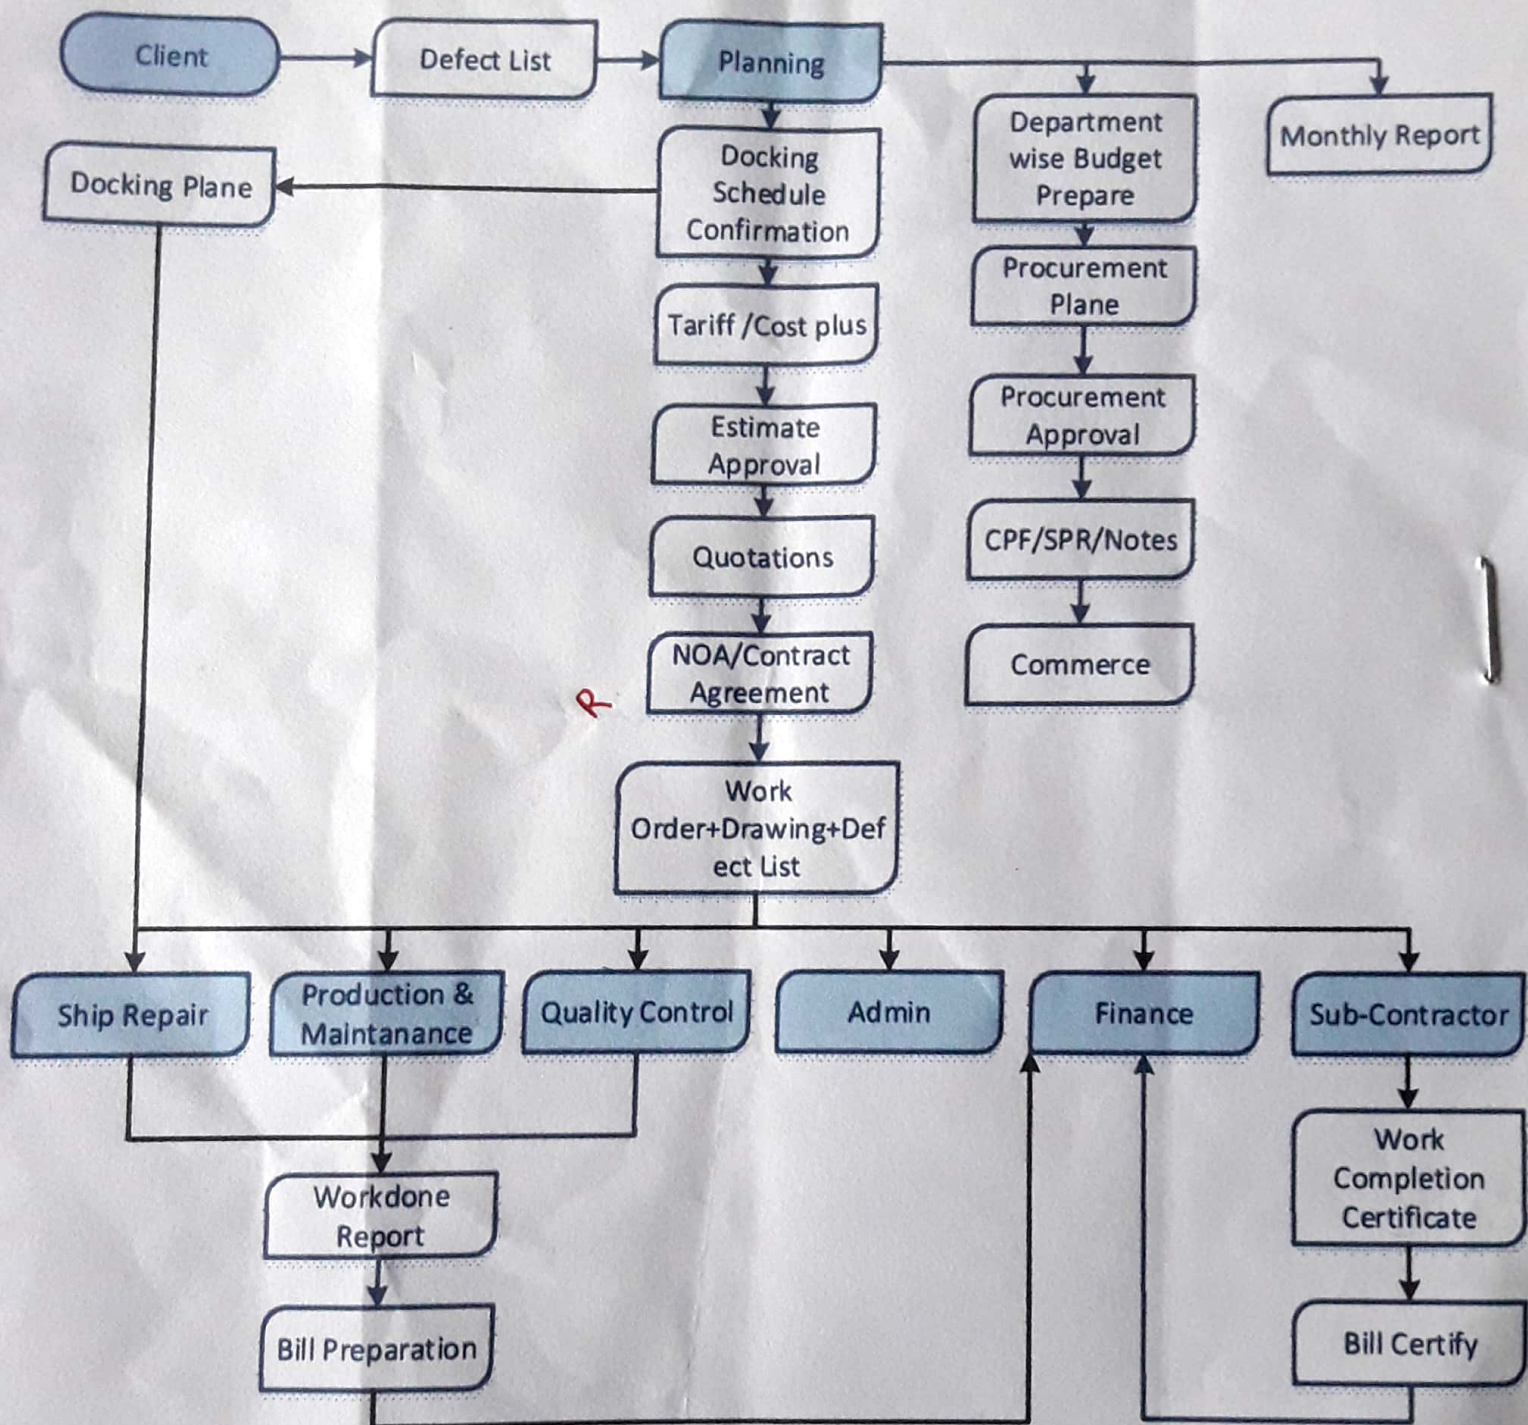 Client
Defect List
Planning
Department
wise Budget
Prepare
Monthly Report
Docking Plane
Docking
Schedule
Confirmation
Procurement
Plane
Tariff /Cost plus
Procurement
Approval
Estimate
Approval
CPF/SPR/Notes
Quotations
Commerce
NOA/Contract
Agreement
R
Work
Order+Drawing+Def
ect List
Ship Repair
Production &
Maintanance
Quality Control
Admin
Finance
Sub-Contractor
Workdone
Report
Work
Completion
Certificate
Bill Preparation
Bill Certify